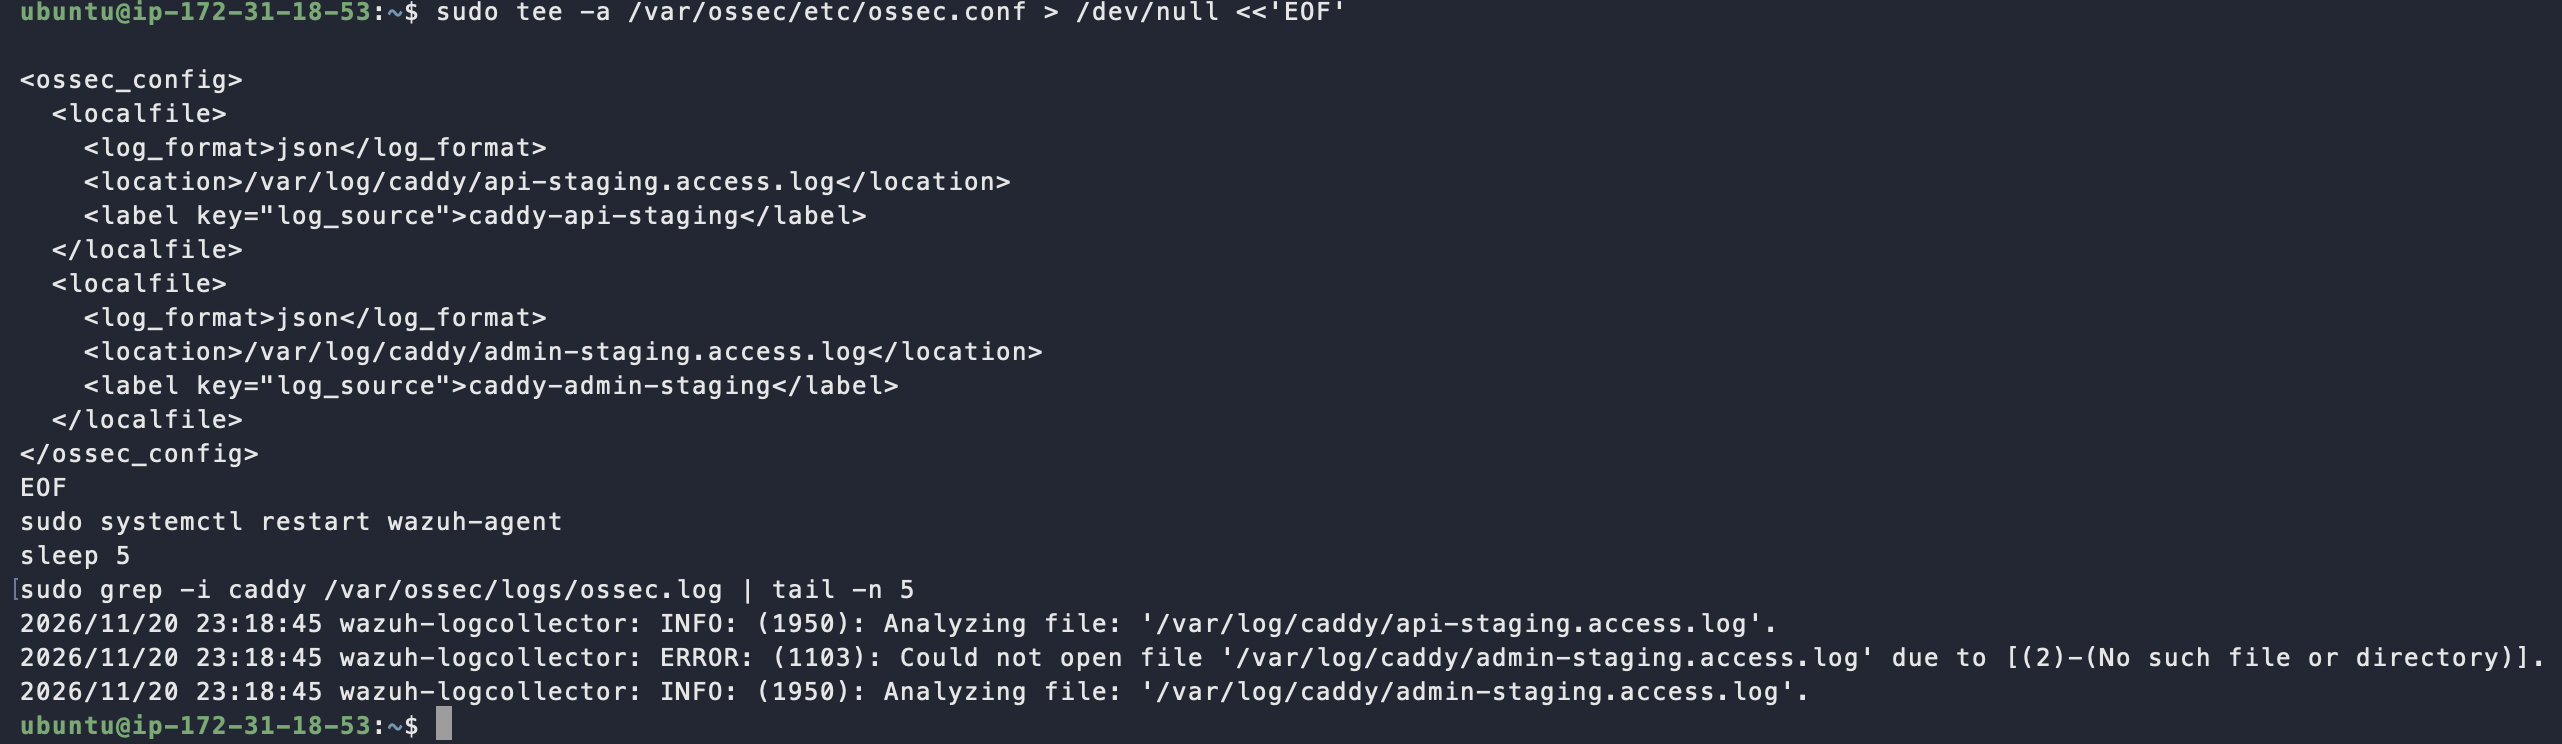 ubuntu@ip-172-31-18-53:~$ sudo tee -a /var/ossec/etc/ossec.conf > /dev/null <<'EOF'
<ossec_config>
  <localfile>
    <log_format>json</log_format>
    <location>/var/log/caddy/api-staging.access.log</location>
    <label key="log_source">caddy-api-staging</label>
  </localfile>
  <localfile>
    <log_format>json</log_format>
    <location>/var/log/caddy/admin-staging.access.log</location>
    <label key="log_source">caddy-admin-staging</label>
  </localfile>
</ossec_config>
EOF
sudo systemctl restart wazuh-agent
sleep 5
[sudo grep -i caddy /var/ossec/logs/ossec.log | tail -n 5
2026/11/20 23:18:45 wazuh-logcollector: INFO: (1950): Analyzing file: '/var/log/caddy/api-staging.access.log'.
2026/11/20 23:18:45 wazuh-logcollector: ERROR: (1103): Could not open file '/var/log/caddy/admin-staging.access.log' due to [(2)-(No such file or directory)].
2026/11/20 23:18:45 wazuh-logcollector: INFO: (1950): Analyzing file: '/var/log/caddy/admin-staging.access.log'.
ubuntu@ip-172-31-18-53:~$